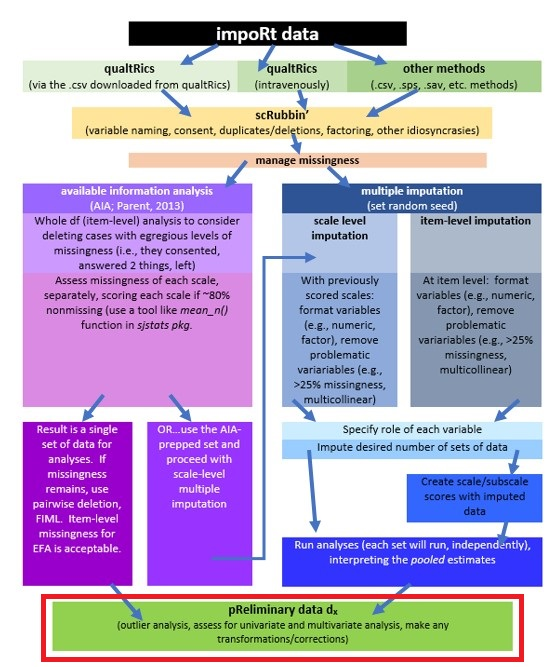 impoRt data
qualtRics
(via the .csv downloaded from qualtRics)
qualtRics
(intravenously)
other methods
(.csv, .sps, .sav, etc. methods)
scRubbin'
(variable naming, consent, duplicates/deletions, factoring, other idiosyncrasies)
manage missingness
available information analysis
(AIA; Parent, 2013)
Whole df (item-level) analysis to consider
deleting cases with egregious levels of
missingness (i.e., they consented,
answered 2 things, left)
Assess missingness of each scale,
separately, scoring each scale if ~80%
nonmissing (use a tool like mean_n()
function in sjstats pkg.
multiple imputation
(set random seed)
scale level
imputation
With previously
scored scales:
format variables
(e.g., numeric,
factor), remove
problematic
varariables (e.g.,
>25% missingness,
multicollinear)
item-level imputation
At item level:  format
variables (e.g., numeric,
factor), remove
problematic
varariables (e.g., >25%
missingness,
multicollinear)
Result is a single
set of data for
analyses.  If
missingness
remains, use
pairwise deletion,
FIML.  Item-level
missingness for
EFA is acceptable.
OR...use the AIA-
prepped set and
proceed with
scale-level
multiple
imputation
Specify role of each variable
Impute desired number of sets of data
Create scale/subscale
scores with imputed
data
Run analyses (each set will run, independently),
interpreting the pooled estimates
pReliminary data dx
(outlier analysis, assess for univariate and multivariate analysis, make any
transformations/corrections)